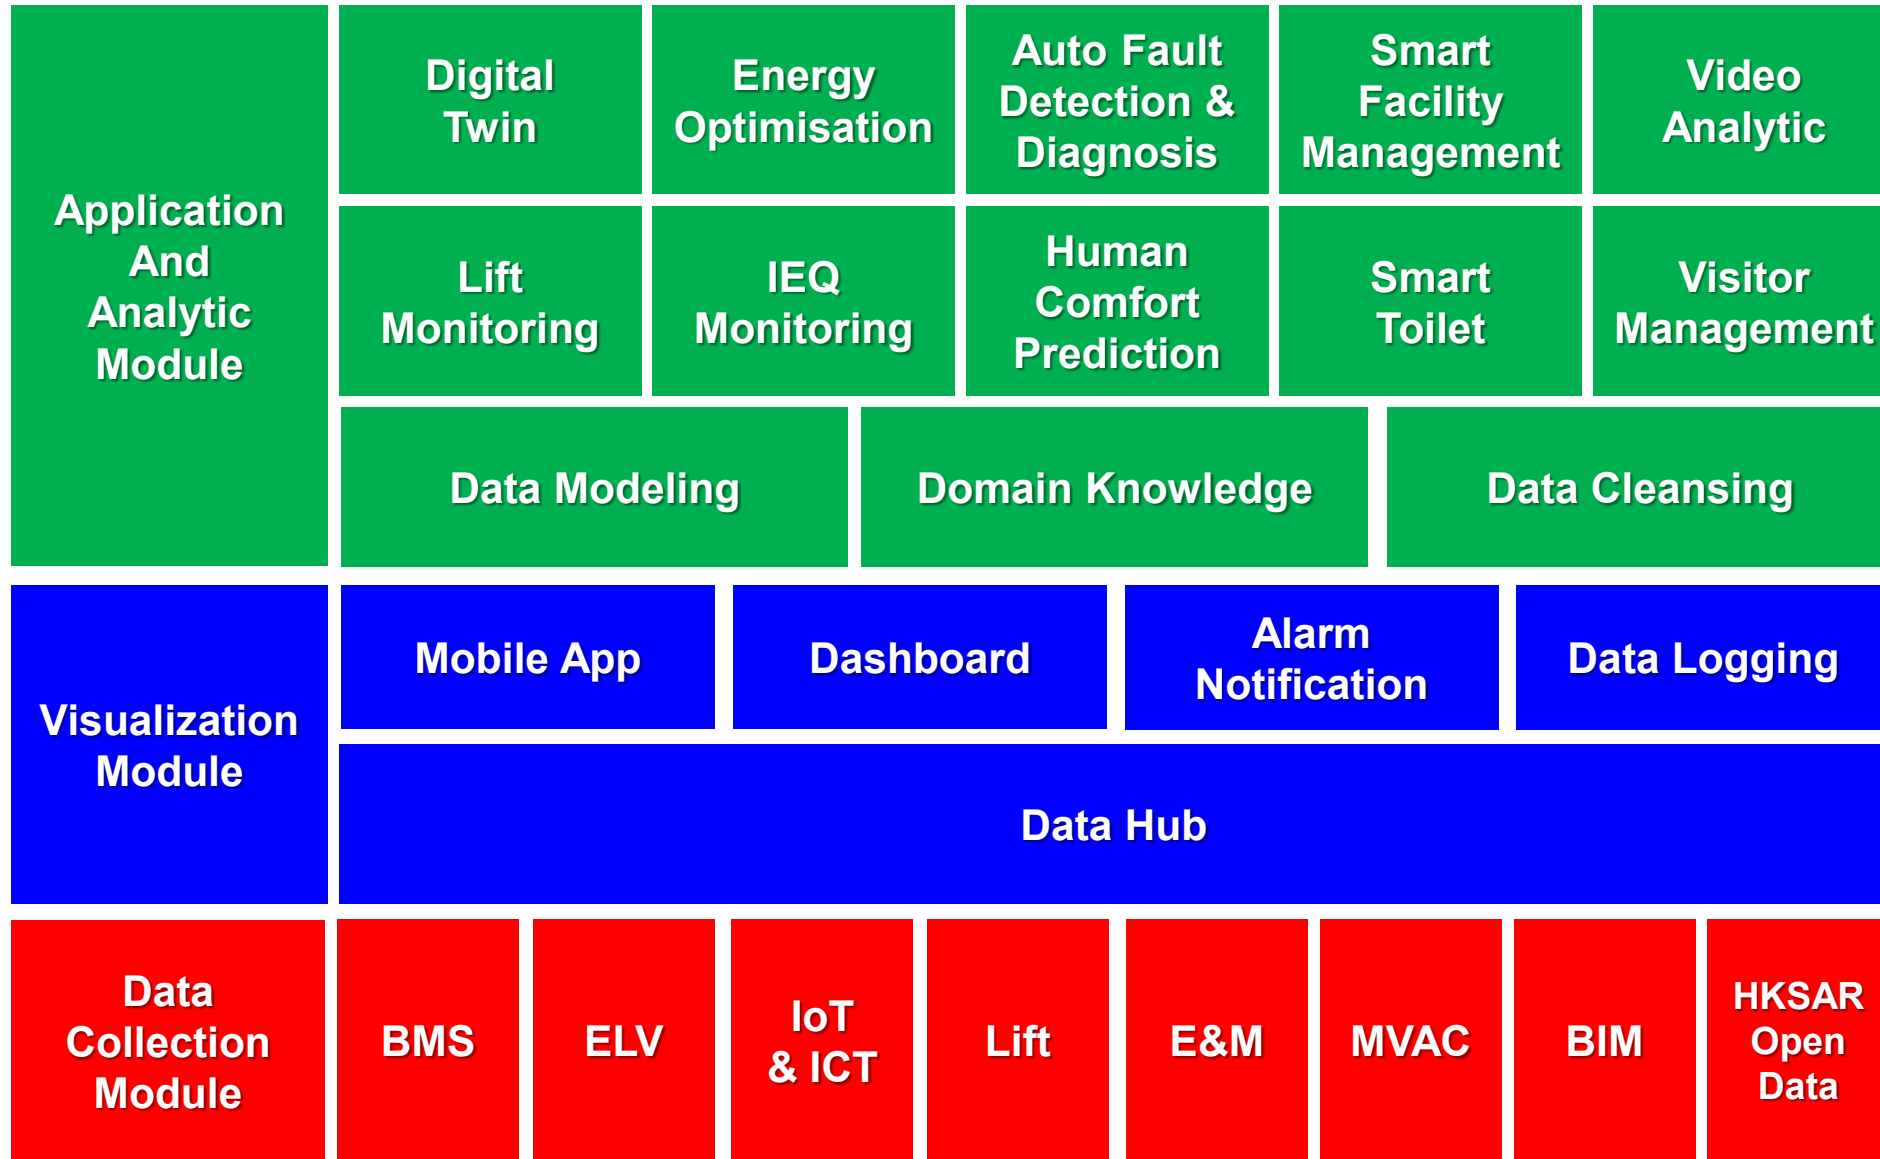 Application
And
Analytic
Module
Digital
Twin
Energy
Optimisation
Auto Fault
Detection &
Diagnosis
Smart
Facility
Management
Video
Analytic
Lift
Monitoring
IEQ
Monitoring
Human
Comfort
Prediction
Smart
Toilet
Visitor
Management
Data Modeling
Domain Knowledge
Data Cleansing
Visualization
Module
Mobile App
Dashboard
Alarm
Notification
Data Logging
Data Hub
Data
Collection
Module
BMS
ELV
IoT
& ICT
Lift
E&M
MVAC
BIM
HKSAR
Open
Data